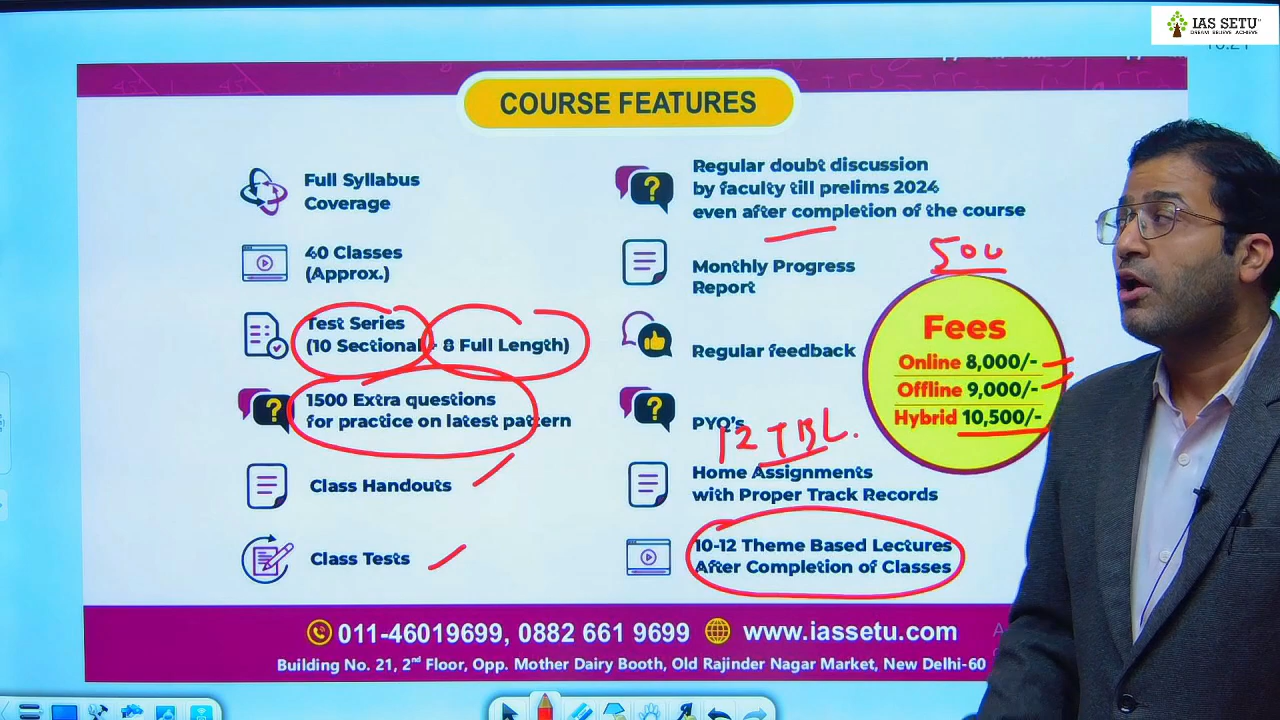 IAS SETU
DREAM BELIEVE ACHIEVE
COURSE FEATURES
Full Syllabus
Coverage
40 Classes
(Approx.)
Test Series
(10 Sectional + 8 Full Length)
1500 Extra questions
for practice on latest pattern
Class Handouts
Class Tests
Regular doubt discussion
by faculty till prelims 2024
even after completion of the course
Monthly Progress
Report
Regular feedback
PYQ's
12 TBL.
Home Assignments
with Proper Track Records
10-12 Theme Based Lectures
After Completion of Classes
500
Fees
Online 8,000/-
Offline 9,000/-
Hybrid 10,500/-
011-46019699, 0882 661 9699 www.iassetu.com
Building No. 21, 2nd Floor, Opp. Mother Dairy Booth, Old Rajinder Nagar Market, New Delhi-60